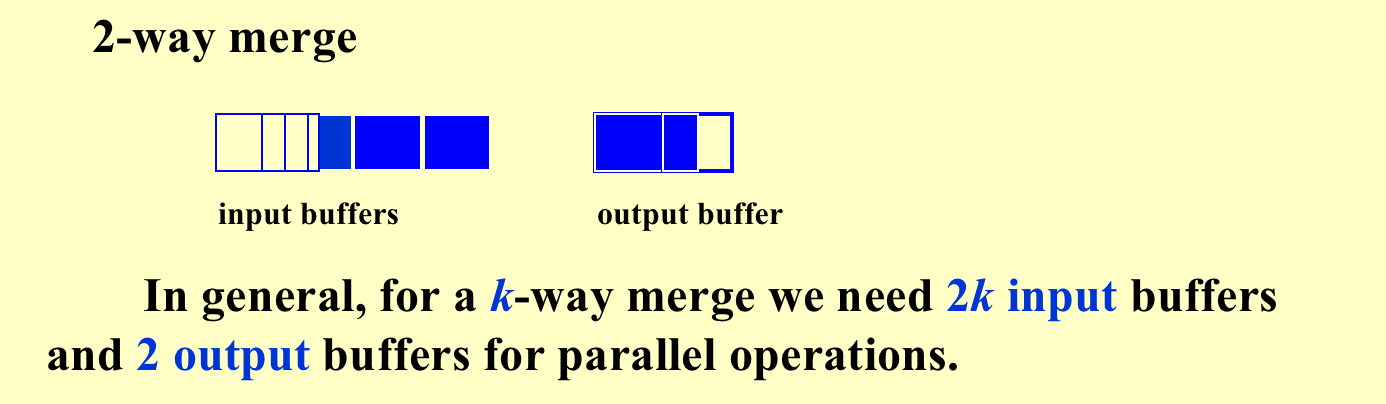 2-way merge
input buffers
output buffer
In general, for a k-way merge we need 2k input buffers
and 2 output buffers for parallel operations.